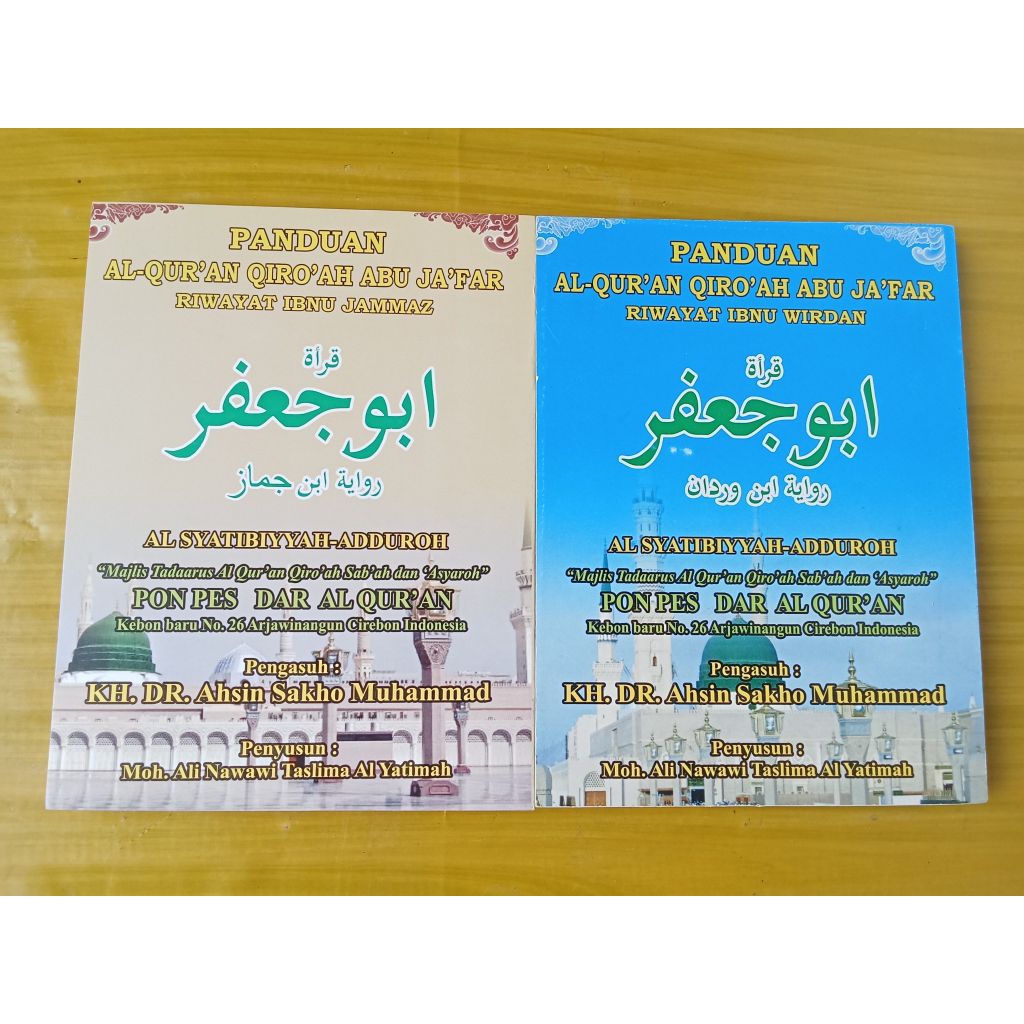 PANDUAN
AL-QUR'AN QIRO'AH ABU JA'FAR
RIWAYAT IBNU JAMMAZ
قرأة
ابو جعفر
رواية ابن جماز
AL SYATIBIYYAH-ADDUROH
"Majlis Tadaarus Al Qur'an Qiro'ah Sab'ah dan 'Asyaroh"
PON PES DAR AL QUR'AN
Kebon baru No. 26 Arjawinangun Cirebon Indonesia
Pengasuh :
KH. DR. Ahsin Sakho Muhammad
Penyusun :
Moh. Ali Nawawi Taslima Al Yatimah
PANDUAN
AL-QUR'AN QIRO'AH ABU JA'FAR
RIWAYAT IBNU WIRDAN
قرأة
ابو جعفر
رواية ابن وردان
AL SYATIBIYYAH-ADDUROH
"Majlis Tadaarus Al Qur'an Qiro'ah Sab'ah dan 'Asyaroh"
PON PES DAR AL QUR'AN
Kebon baru No. 26 Arjawinangun Cirebon Indonesia
Pengasuh :
KH. DR. Ahsin Sakho Muhammad
Penyusun :
Moh. Ali Nawawi Taslima Al Yatimah